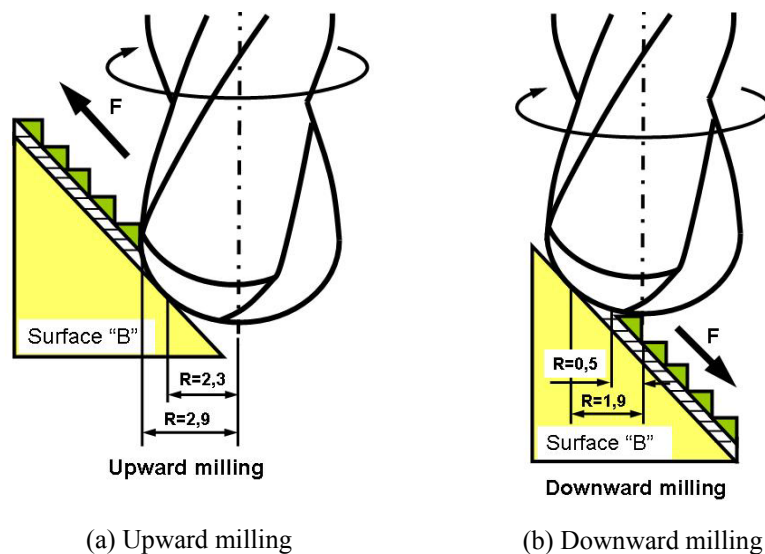 F
Surface "B"
R=2,3
R=2,9
Upward milling
(a) Upward milling
F
R=0,5
R=1,9
Surface "B"
Downward milling
(b) Downward milling